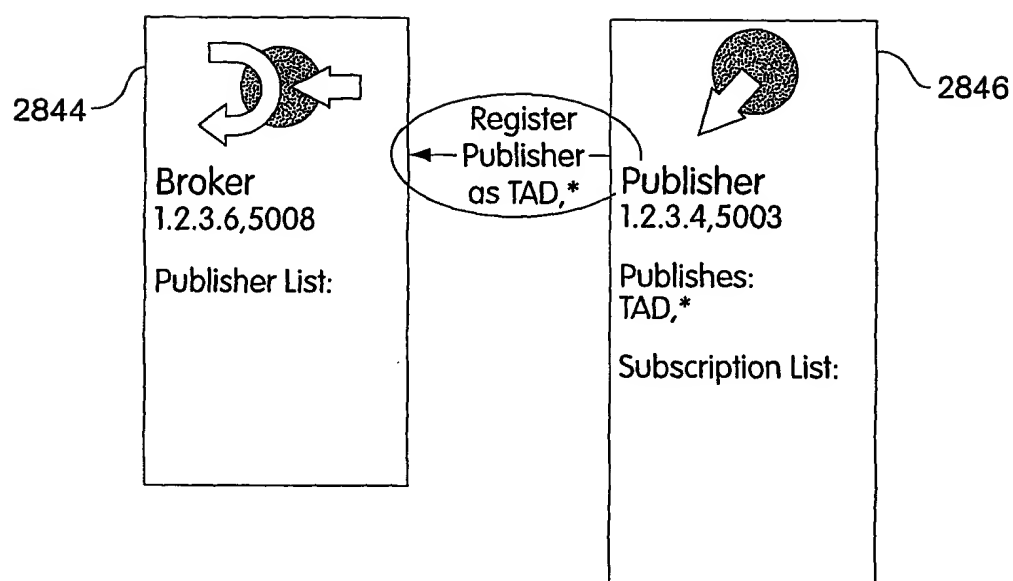 2844
Broker
1.2.3.6,5008
Publisher List:
Register
Publisher
as TAD,*
2846
Publisher
1.2.3.4,5003
Publishes:
TAD,*
Subscription List: